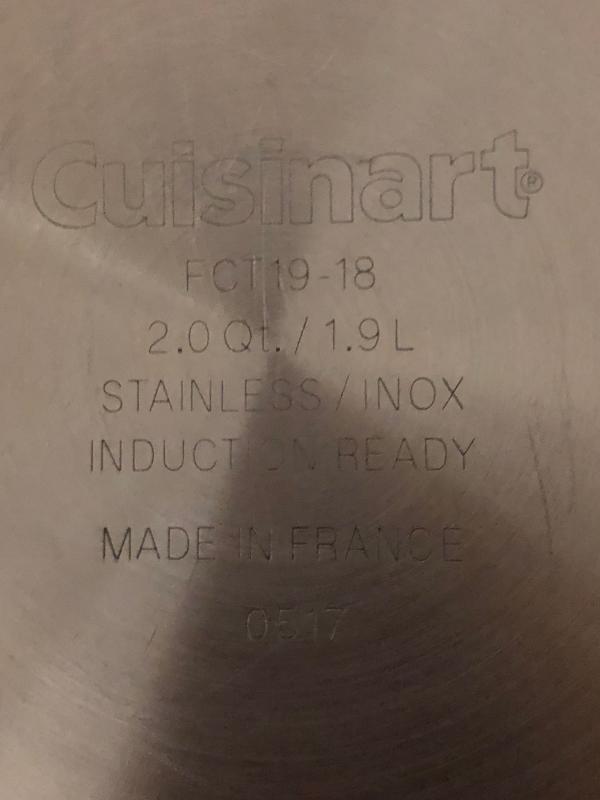 Cuisinart®
FCT19-18
2.0 Qt. / 1.9 L
STAINLESS / INOX
INDUCTION READY
MADE IN FRANCE
0517